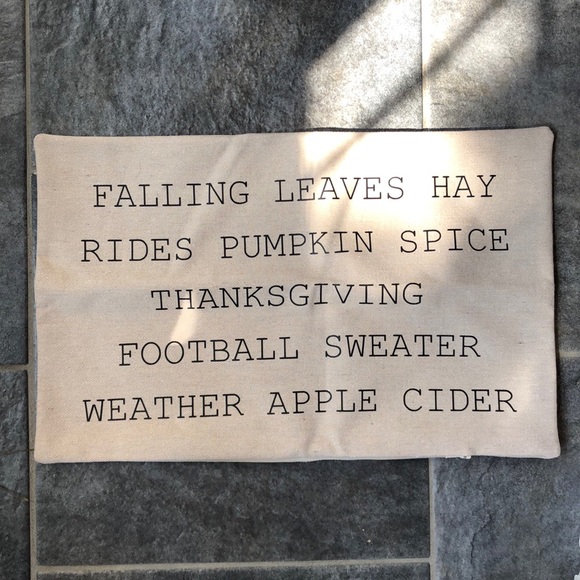 FALLING LEAVES HAY
RIDES PUMPKIN SPICE
THANKSGIVING
FOOTBALL SWEATER
WEATHER APPLE CIDER